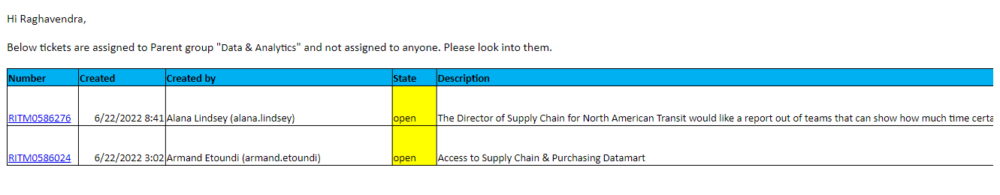 Hi Raghavendra,
Below tickets are assigned to Parent group "Data & Analytics" and not assigned to anyone. Please look into them.
Number Created Created by State Description
RITM0586276 6/22/2022 8:41 Alana Lindsey (alana.lindsey) open The Director of Supply Chain for North American Transit would like a report out of teams that can show how much time certa
RITM0586024 6/22/2022 3:02 Armand Etoundi (armand.etoundi) open Access to Supply Chain & Purchasing Datamart